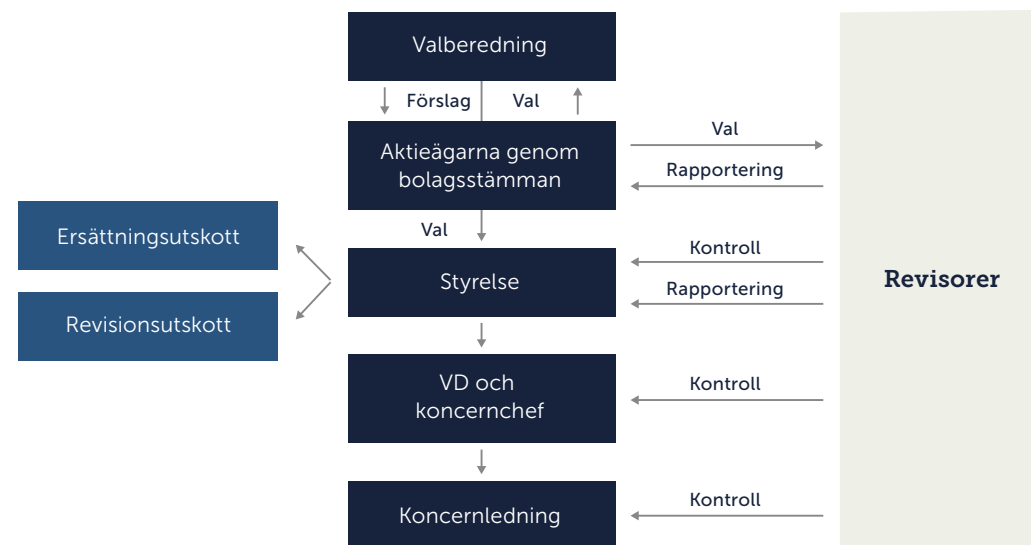 Valberedning
Förslag
Val
Aktieägarna genom
bolagsstämman
Val
Rapportering
Val
Ersättningsutskott
Revisionsutskott
Styrelse
Kontroll
Rapportering
Revisorer
VD och
koncernchef
Kontroll
Koncernledning
Kontroll